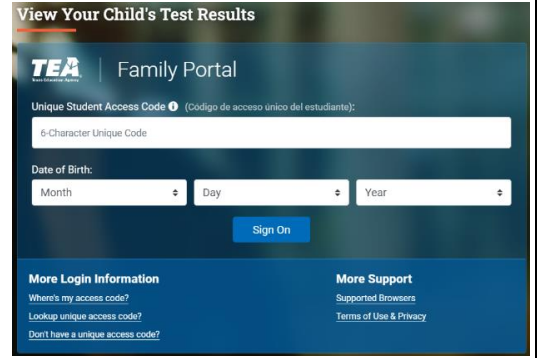 View Your Child's Test Results
TEA Family Portal
Texas Education Agency
Unique Student Access Code (Código de acceso único del estudiante):
6-Character Unique Code
Date of Birth:
Month Day Year
Sign On
More Login Information More Support
Where's my access code? Supported Browsers
Lookup unique access code? Terms of Use & Privacy
Don't have a unique access code?